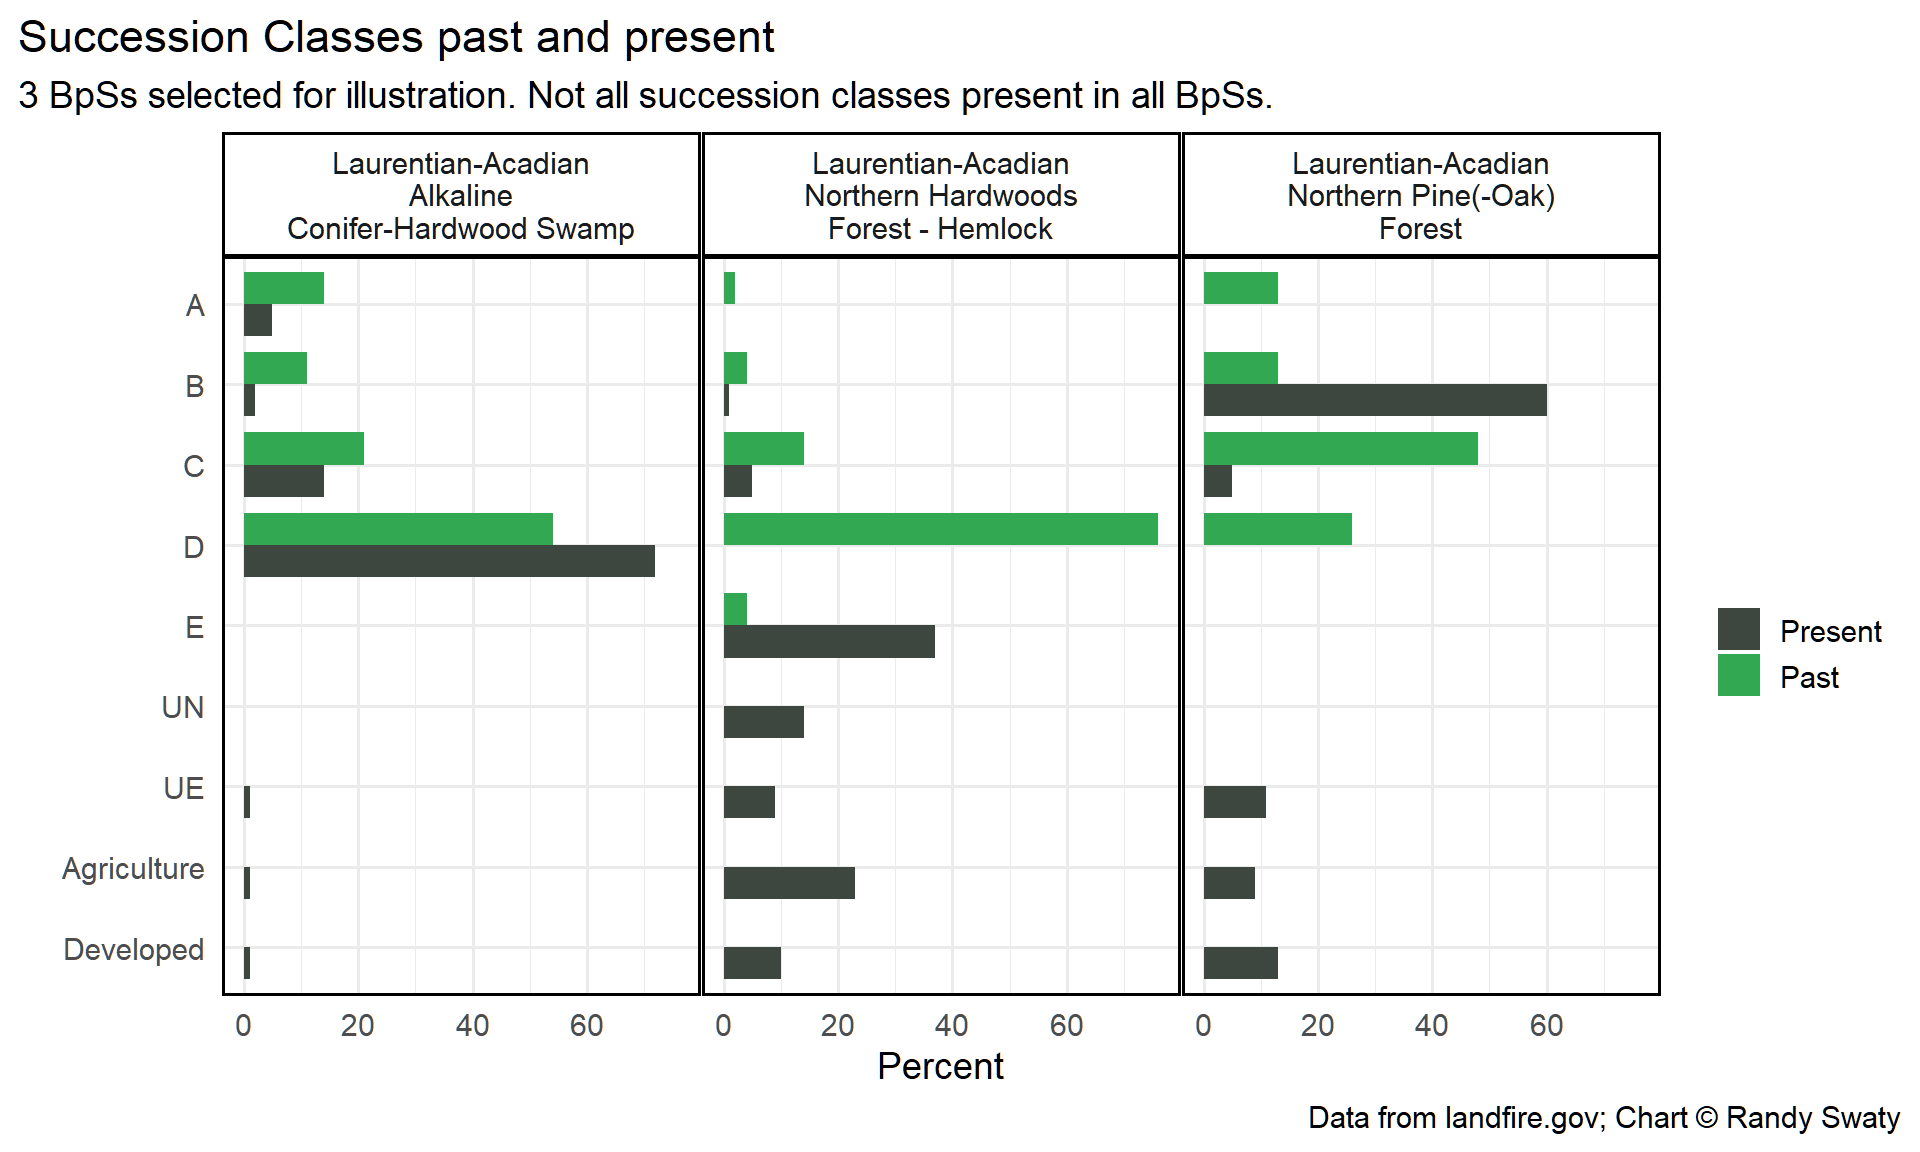 Succession Classes past and present
3 BpSs selected for illustration. Not all succession classes present in all BpSs.
Laurentian-Acadian
Alkaline
Conifer-Hardwood Swamp
Laurentian-Acadian
Northern Hardwoods
Forest - Hemlock
Laurentian-Acadian
Northern Pine(-Oak)
Forest
A
B
C
D
E
UN
UE
Agriculture
Developed
0 20 40 60
0 20 40 60
0 20 40 60
Percent
Present
Past
Data from landfire.gov; Chart © Randy Swaty